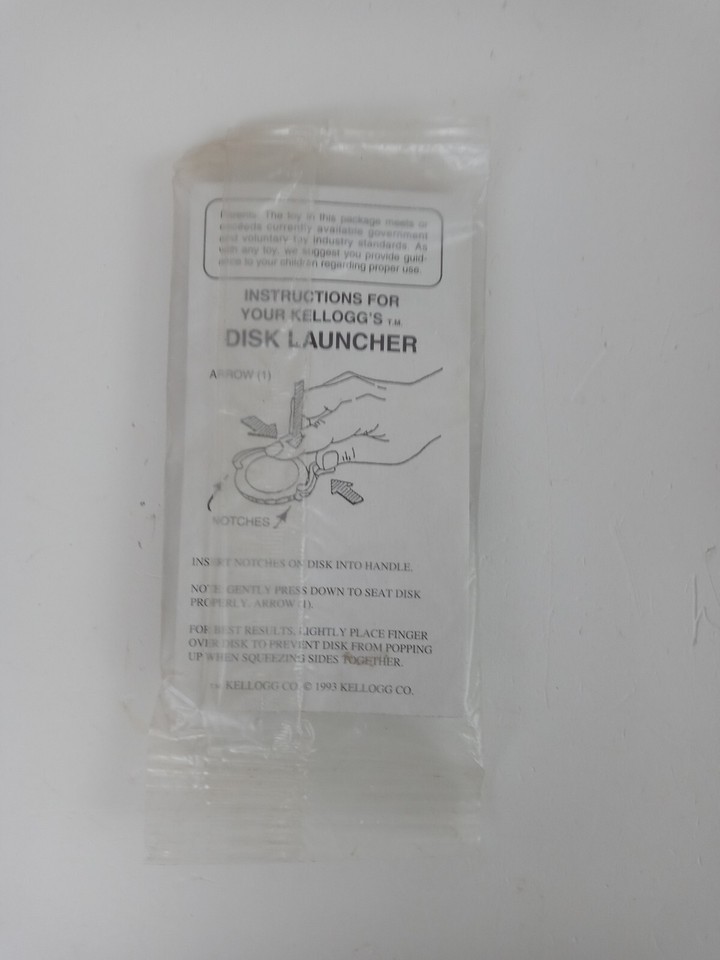 Parents: The toy in this package meets or
exceeds currently available government
and voluntary toy industry standards. As
with any toy, we suggest you provide guid-
ance to your children regarding proper use.
INSTRUCTIONS FOR
YOUR KELLOGG'S T.M.
DISK LAUNCHER
ARROW (1)
NOTCHES
INSERT NOTCHES ON DISK INTO HANDLE.
NOTE: GENTLY PRESS DOWN TO SEAT DISK
PROPERLY. ARROW (1).
FOR BEST RESULTS, LIGHTLY PLACE FINGER
OVER DISK TO PREVENT DISK FROM POPPING
UP WHEN SQUEEZING SIDES TOGETHER.
TM KELLOGG CO. © 1993 KELLOGG CO.